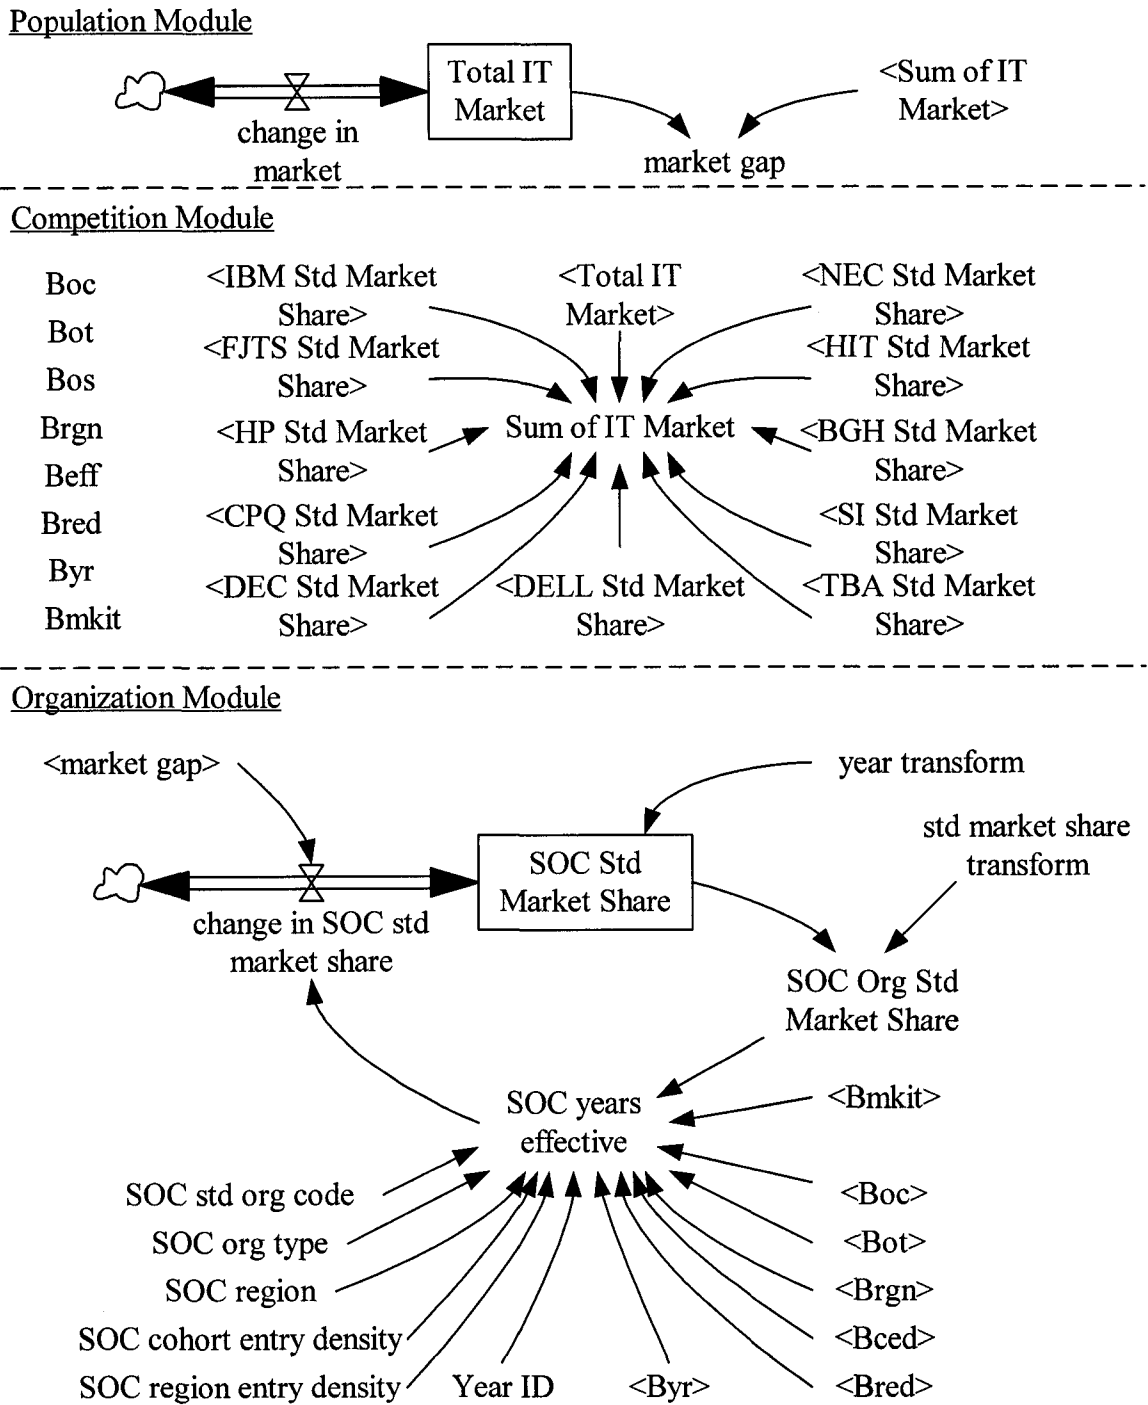 Population Module
Total IT
Market
<Sum of IT
Market>
change in
market
market gap
Competition Module
Boc
Bot
Bos
Brgn
Beff
Bred
Byr
Bmkit
<IBM Std Market
Share>
<FJTS Std Market
Share>
<HP Std Market
Share>
<CPQ Std Market
Share>
<DEC Std Market
Share>
<Total IT
Market>
Sum of IT Market
<DELL Std Market
Share>
<NEC Std Market
Share>
<HIT Std Market
Share>
<BGH Std Market
Share>
<SI Std Market
Share>
<TBA Std Market
Share>
Organization Module
<market gap>
year transform
std market share
transform
SOC Std
Market Share
change in SOC std
market share
SOC Org Std
Market Share
SOC years
effective
<Bmkit>
SOC std org code
<Boc>
SOC org type
<Bot>
SOC region
<Brgn>
SOC cohort entry density
<Bced>
SOC region entry density
Year ID
<Byr>
<Bred>